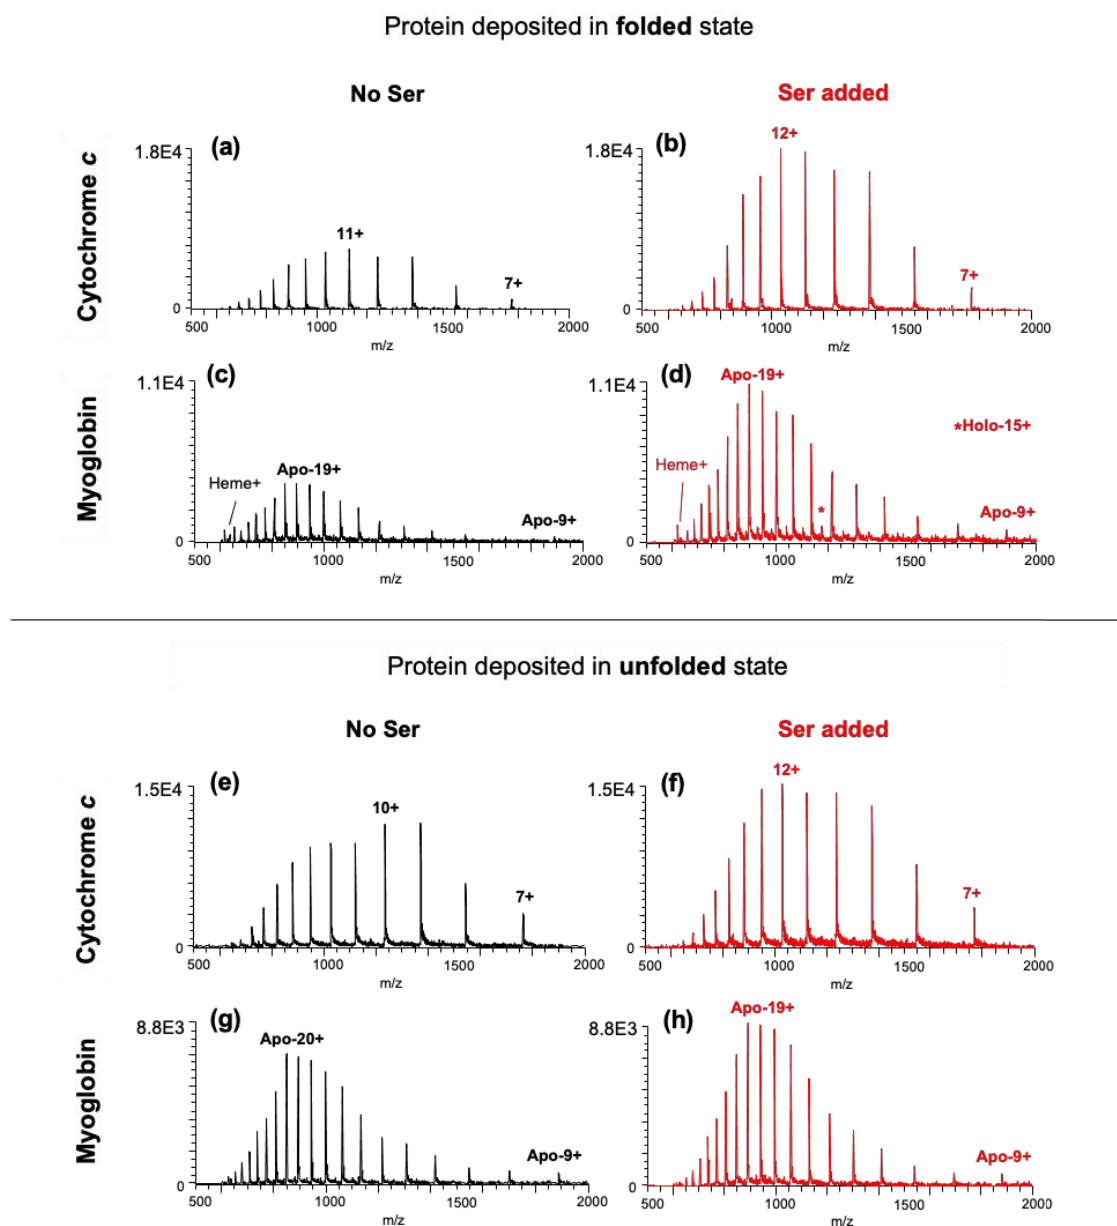 Protein deposited in folded state
No Ser
Ser added
Cytochrome c
(a)
1.8E4
0
11+
7+
500 1000 1500 2000
m/z
(b)
1.8E4
0
12+
7+
500 1000 1500 2000
m/z
Myoglobin
(c)
1.1E4
0
Heme+
Apo-19+
Apo-9+
500 1000 1500 2000
m/z
(d)
1.1E4
0
Heme+
Apo-19+
*
*Holo-15+
Apo-9+
500 1000 1500 2000
m/z
Protein deposited in unfolded state
No Ser
Ser added
Cytochrome c
(e)
1.5E4
0
10+
7+
500 1000 1500 2000
m/z
(f)
1.5E4
0
12+
7+
500 1000 1500 2000
m/z
Myoglobin
(g)
8.8E3
0
Apo-20+
Apo-9+
500 1000 1500 2000
m/z
(h)
8.8E3
0
Apo-19+
Apo-9+
500 1000 1500 2000
m/z